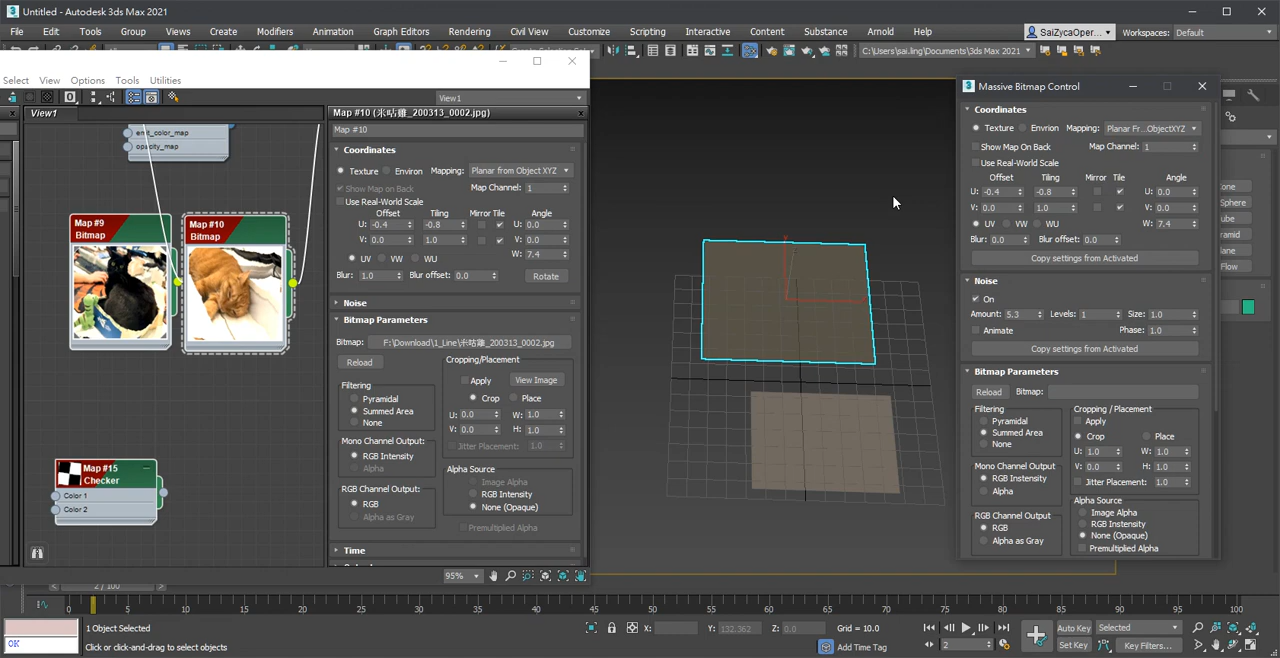 Untitled - Autodesk 3ds Max 2021
File Edit Tools Group Views Create Modifiers Animation Graph Editors Rendering Civil View Customize Scripting Interactive Content Substance Arnold SaiZycaOper... Workspaces: Default
C:\Users\sai.ling\Documents\3ds Max 2021
Select View Options Tools Utilities
View1
View1
emit_color_map
opacity_map
Map #9
Bitmap
Map #10
Bitmap
Map #15
Checker
Color 1
Color 2
Map #10 (米咕雞_200313_0002.jpg)
Map #10
Coordinates
Texture Environ Mapping: Planar from Object XYZ
Show Map on Back Map Channel: 1
Use Real-World Scale
Offset Tiling Mirror Tile Angle
U: -0.4 -0.8 U: 0.0
V: 0.0 1.0 V: 0.0
UV VW WU W: 7.4
Blur: 1.0 Blur offset: 0.0 Rotate
Noise
Bitmap Parameters
Bitmap: F:\Download\1_Line\米咕雞_200313_0002.jpg
Reload
Cropping/Placement
Apply View Image
Crop Place
U: 0.0 W: 1.0
V: 0.0 H: 1.0
Jitter Placement: 1.0
Filtering
Pyramidal
Summed Area
None
Mono Channel Output:
RGB Intensity
Alpha
RGB Channel Output:
RGB
Alpha as Gray
Alpha Source
Image Alpha
RGB Intensity
None (Opaque)
Premultiplied Alpha
Time
95%
Massive Bitmap Control
Coordinates
Texture Envrion Mapping: Planar Fr...ObjectXYZ
Show Map On Back Map Channel: 1
Use Real-World Scale
Offset Tiling Mirror Tile Angle
U: -0.4 -0.8 U: 0.0
V: 0.0 1.0 V: 0.0
UV VW WU W: 7.4
Blur: 0.0 Blur offset: 0.0
Copy settings from Activated
Noise
On
Amount: 5.3 Levels: 1 Size: 1.0
Animate Phase: 1.0
Copy settings from Activated
Bitmap Parameters
Reload Bitmap:
Filtering
Pyramidal
Summed Area
None
Cropping / Placement
Apply
Crop Place
U: 1.0 W: 1.0
V: 0.0 H: 1.0
Jitter Placement: 1.0
Mono Channel Output
RGB Intensity
Alpha
RGB Channel Output
RGB
Alpha as Gray
Alpha Source
Image Alpha
RGB Instensity
None (Opaque)
Premultiplied Alpha
Sphere
Flow
2 / 100
0 5 10 15 20 25 30 35 40 45 50 55 60 65 70 75 80 85 90 95 100
OK
1 Object Selected
Click or click-and-drag to select objects
X: Y: 132.362 Z: 0.0 Grid = 10.0
Add Time Tag
2
Auto Key Selected
Set Key Key Filters...